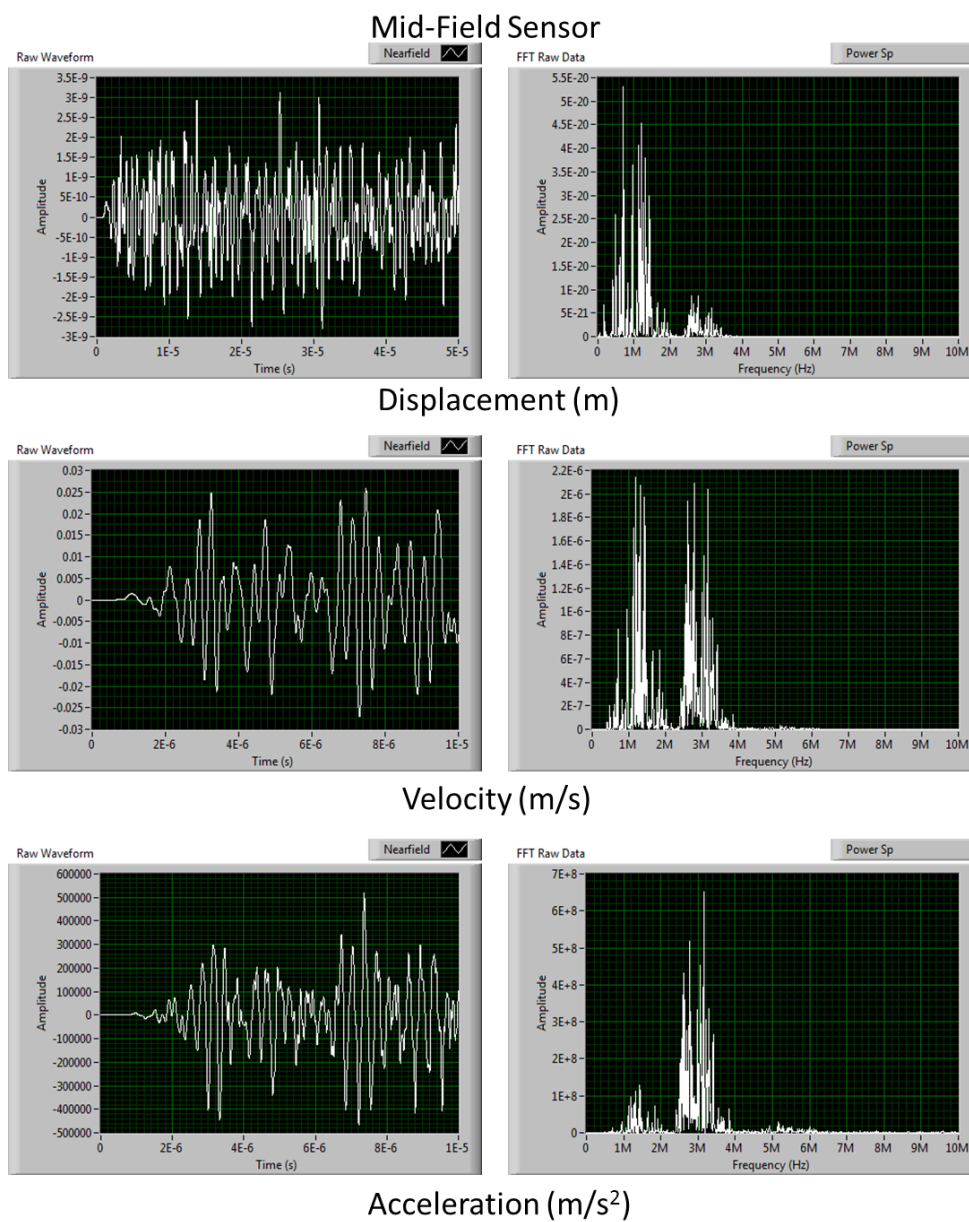 Mid-Field Sensor
Raw Waveform Nearfield FFT Raw Data Power Sp
3.5E-9
3E-9
2.5E-9
2E-9
1.5E-9
1E-9
5E-10
0
-5E-10
-1E-9
-1.5E-9
-2E-9
-2.5E-9
-3E-9
Amplitude
0 1E-5 2E-5 3E-5 4E-5 5E-5
Time (s)
5.5E-20
5E-20
4.5E-20
4E-20
3.5E-20
3E-20
2.5E-20
2E-20
1.5E-20
1E-20
5E-21
0
Amplitude
0 1M 2M 3M 4M 5M 6M 7M 8M 9M 10M
Frequency (Hz)
Displacement (m)
Raw Waveform Nearfield FFT Raw Data Power Sp
0.03
0.025
0.02
0.015
0.01
0.005
0
-0.005
-0.01
-0.015
-0.02
-0.025
-0.03
Amplitude
0 2E-6 4E-6 6E-6 8E-6 1E-5
Time (s)
2.2E-6
2E-6
1.8E-6
1.6E-6
1.4E-6
1.2E-6
1E-6
8E-7
6E-7
4E-7
2E-7
0
Amplitude
0 1M 2M 3M 4M 5M 6M 7M 8M 9M 10M
Frequency (Hz)
Velocity (m/s)
Raw Waveform Nearfield FFT Raw Data Power Sp
600000
500000
400000
300000
200000
100000
0
-100000
-200000
-300000
-400000
-500000
Amplitude
0 2E-6 4E-6 6E-6 8E-6 1E-5
Time (s)
7E+8
6E+8
5E+8
4E+8
3E+8
2E+8
1E+8
0
Amplitude
0 1M 2M 3M 4M 5M 6M 7M 8M 9M 10M
Frequency (Hz)
Acceleration (m/s²)